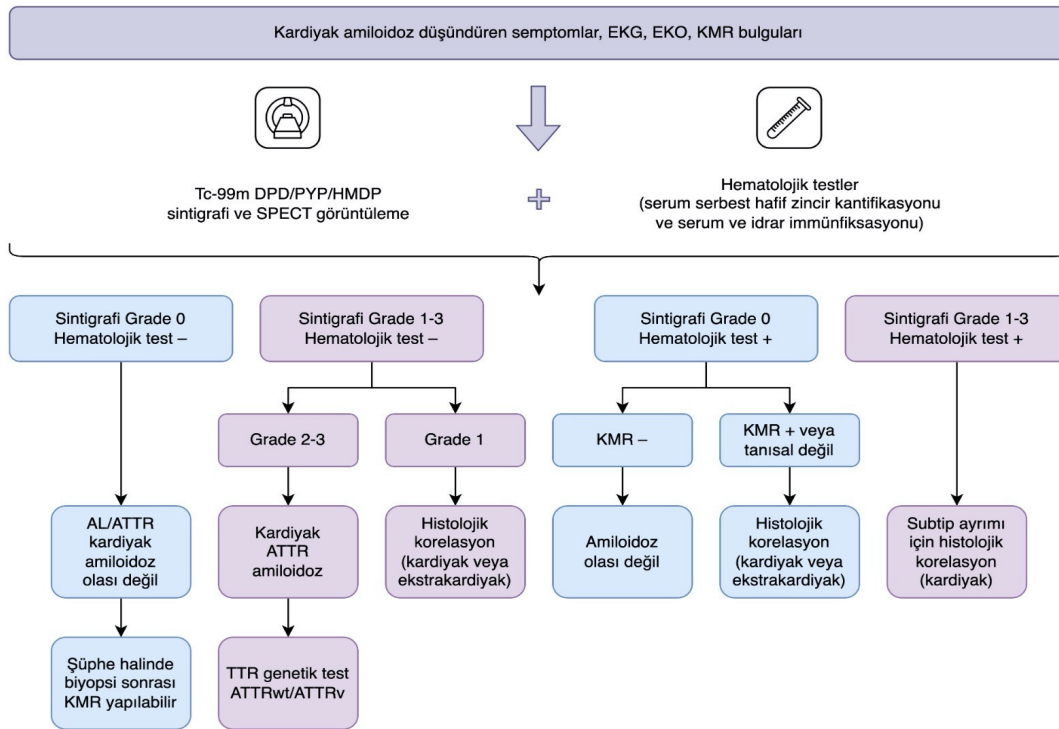 Kardiyak amiloidoz düşündüren semptomlar, EKG, EKO, KMR bulguları
Tc-99m DPD/PYP/HMDP
sintigrafi ve SPECT görüntüleme
+
Hematolojik testler
(serum serbest hafif zincir kantifikasyonu
ve serum ve idrar immünfiksasyonu)
Sintigrafi Grade 0
Hematolojik test –
Sintigrafi Grade 1-3
Hematolojik test –
Sintigrafi Grade 0
Hematolojik test +
Sintigrafi Grade 1-3
Hematolojik test +
Grade 2-3
Grade 1
KMR –
KMR + veya
tanısal değil
AL/ATTR
kardiyak
amiloidoz
olası değil
Kardiyak
ATTR
amiloidoz
Histolojik
korelasyon
(kardiyak veya
ekstrakardiyak)
Amiloidoz
olası değil
Histolojik
korelasyon
(kardiyak veya
ekstrakardiyak)
Subtip ayrımı
için histolojik
korelasyon
(kardiyak)
Şüphe halinde
biyopsi sonrası
KMR yapılabilir
TTR genetik test
ATTRwt/ATTRv